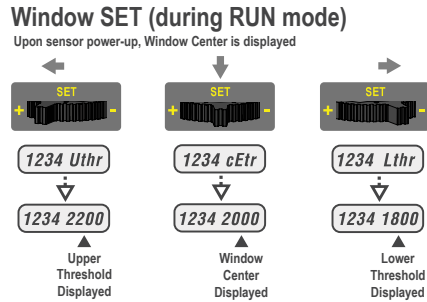 Window SET (during RUN mode)
Upon sensor power-up, Window Center is displayed
SET
+ -
SET
+ -
SET
+ -
1234 Uthr
1234 cEtr
1234 Lthr
1234 2200
1234 2000
1234 1800
Upper
Threshold
Displayed
Window
Center
Displayed
Lower
Threshold
Displayed